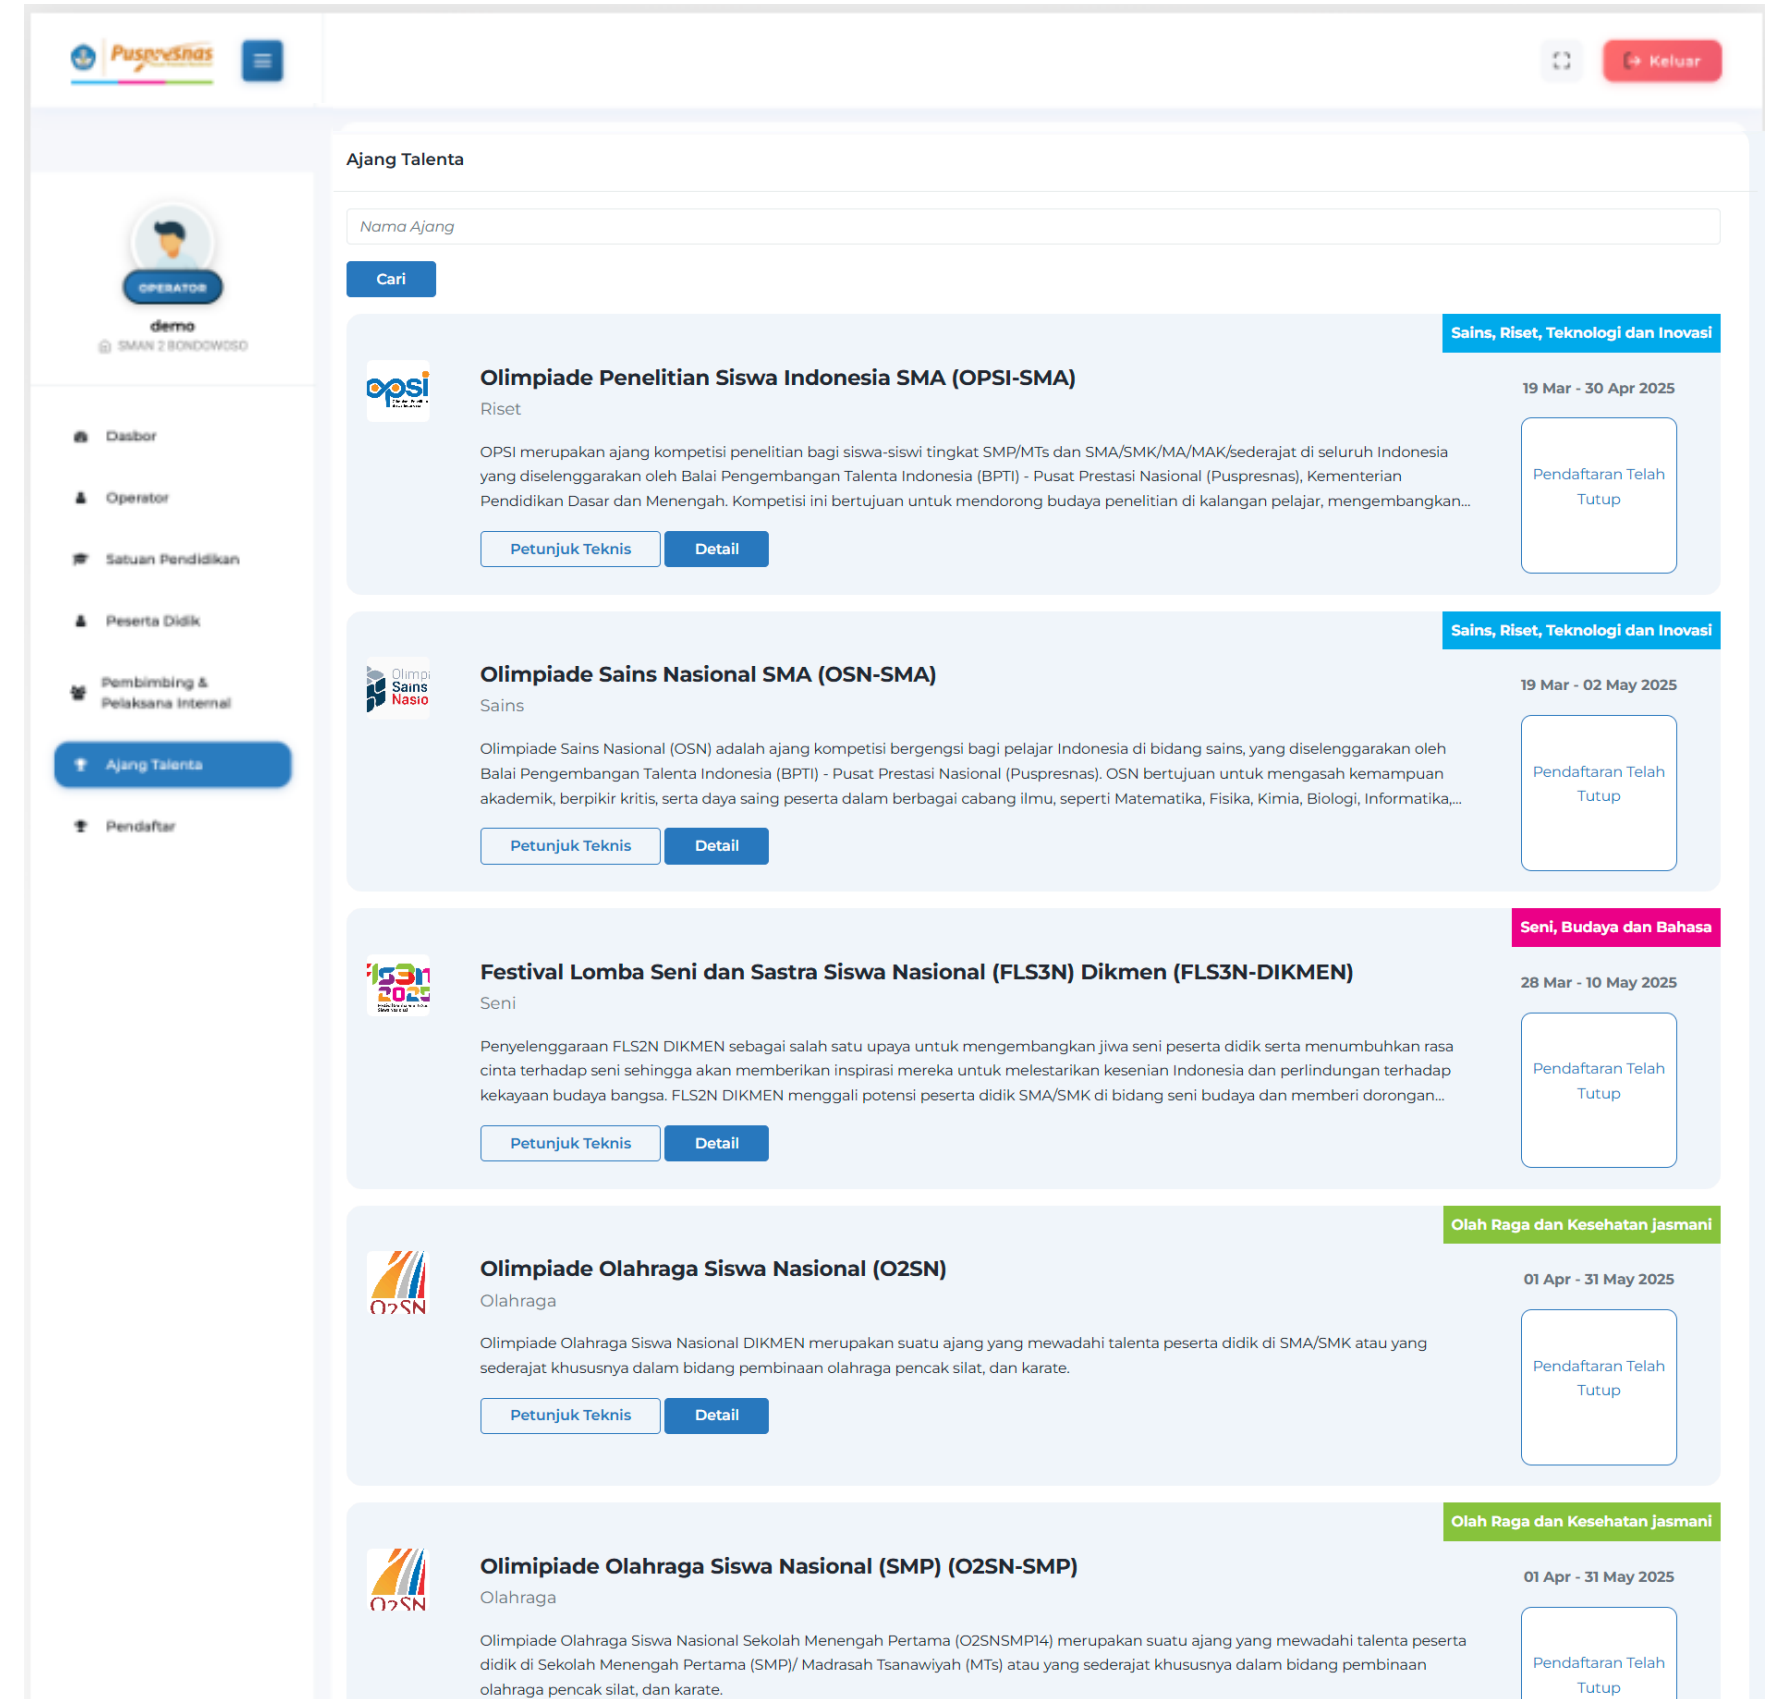 Puspresnas
Keluar
OPERATOR
demo
SMAN 2 BONDOWOSO
Dasbor
Operator
Satuan Pendidikan
Peserta Didik
Pembimbing &
Pelaksana Internal
Ajang Talenta
Pendaftar
Ajang Talenta
Nama Ajang
Cari
Sains, Riset, Teknologi dan Inovasi
opsi
Olimpiade Penelitian Siswa Indonesia SMA (OPSI-SMA)
Riset
OPSI merupakan ajang kompetisi penelitian bagi siswa-siswi tingkat SMP/MTs dan SMA/SMK/MA/MAK/sederajat di seluruh Indonesia
yang diselenggarakan oleh Balai Pengembangan Talenta Indonesia (BPTI) - Pusat Prestasi Nasional (Puspresnas), Kementerian
Pendidikan Dasar dan Menengah. Kompetisi ini bertujuan untuk mendorong budaya penelitian di kalangan pelajar, mengembangkan...
Petunjuk Teknis
Detail
19 Mar - 30 Apr 2025
Pendaftaran Telah
Tutup
Sains, Riset, Teknologi dan Inovasi
Olimpi
Sains
Nasio
Olimpiade Sains Nasional SMA (OSN-SMA)
Sains
Olimpiade Sains Nasional (OSN) adalah ajang kompetisi bergengsi bagi pelajar Indonesia di bidang sains, yang diselenggarakan oleh
Balai Pengembangan Talenta Indonesia (BPTI) - Pusat Prestasi Nasional (Puspresnas). OSN bertujuan untuk mengasah kemampuan
akademik, berpikir kritis, serta daya saing peserta dalam berbagai cabang ilmu, seperti Matematika, Fisika, Kimia, Biologi, Informatika,...
Petunjuk Teknis
Detail
19 Mar - 02 May 2025
Pendaftaran Telah
Tutup
Seni, Budaya dan Bahasa
fls3n
2025
Festival Lomba Seni dan Sastra Siswa Nasional (FLS3N) Dikmen (FLS3N-DIKMEN)
Seni
Penyelenggaraan FLS2N DIKMEN sebagai salah satu upaya untuk mengembangkan jiwa seni peserta didik serta menumbuhkan rasa
cinta terhadap seni sehingga akan memberikan inspirasi mereka untuk melestarikan kesenian Indonesia dan perlindungan terhadap
kekayaan budaya bangsa. FLS2N DIKMEN menggali potensi peserta didik SMA/SMK di bidang seni budaya dan memberi dorongan...
Petunjuk Teknis
Detail
28 Mar - 10 May 2025
Pendaftaran Telah
Tutup
Olah Raga dan Kesehatan jasmani
O2SN
Olimpiade Olahraga Siswa Nasional (O2SN)
Olahraga
Olimpiade Olahraga Siswa Nasional DIKMEN merupakan suatu ajang yang mewadahi talenta peserta didik di SMA/SMK atau yang
sederajat khususnya dalam bidang pembinaan olahraga pencak silat, dan karate.
Petunjuk Teknis
Detail
01 Apr - 31 May 2025
Pendaftaran Telah
Tutup
Olah Raga dan Kesehatan jasmani
O2SN
Olimipiade Olahraga Siswa Nasional (SMP) (O2SN-SMP)
Olahraga
Olimpiade Olahraga Siswa Nasional Sekolah Menengah Pertama (O2SNSMP14) merupakan suatu ajang yang mewadahi talenta peserta
didik di Sekolah Menengah Pertama (SMP)/ Madrasah Tsanawiyah (MTs) atau yang sederajat khususnya dalam bidang pembinaan
olahraga pencak silat, dan karate.
01 Apr - 31 May 2025
Pendaftaran Telah
Tutup